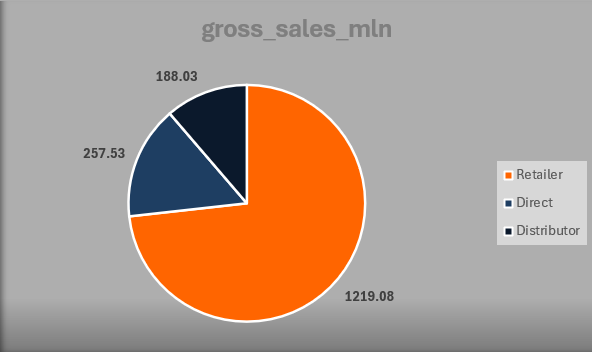 gross_sales_mln
188.03
257.53
1219.08
Retailer
Direct
Distributor